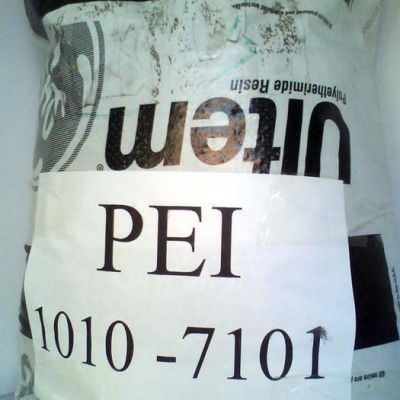 Ultem®
Polyetherimide Resin
PEI
1010 -7101